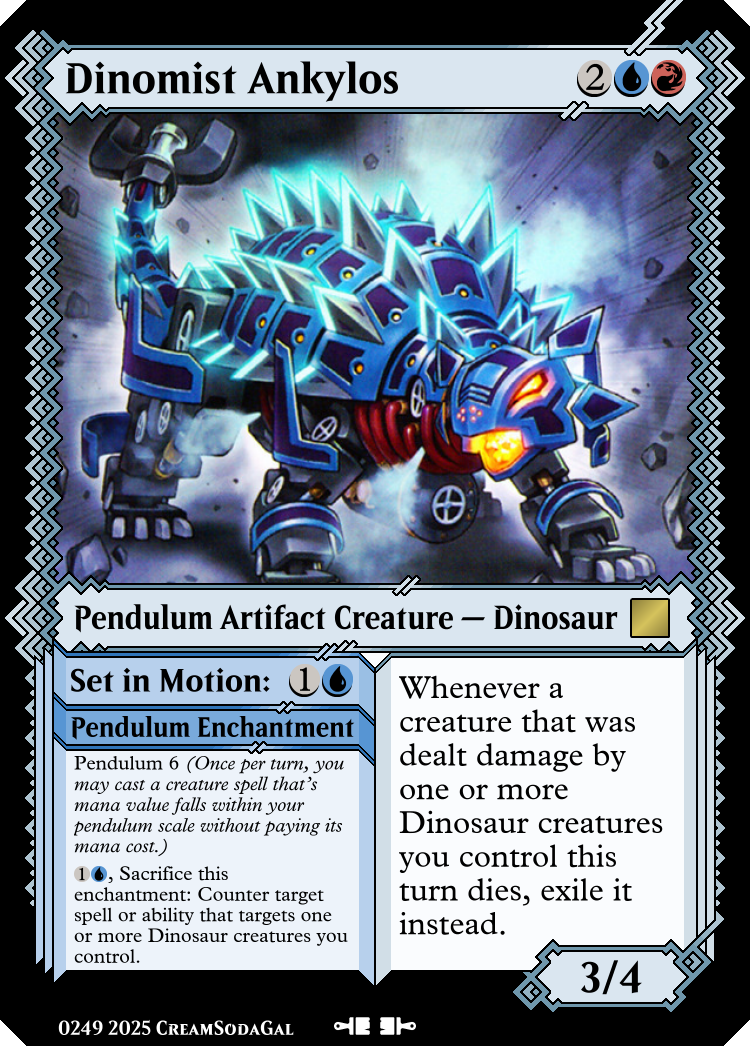 Dinomist Ankylos
2
Pendulum Artifact Creature — Dinosaur
Set in Motion: 1
Pendulum Enchantment
Pendulum 6 (Once per turn, you
may cast a creature spell that's
mana value falls within your
pendulum scale without paying its
mana cost.)
1, Sacrifice this
enchantment: Counter target
spell or ability that targets one
or more Dinosaur creatures you
control.
Whenever a
creature that was
dealt damage by
one or more
Dinosaur creatures
you control this
turn dies, exile it
instead.
3/4
0249 2025 CreamSodaGal